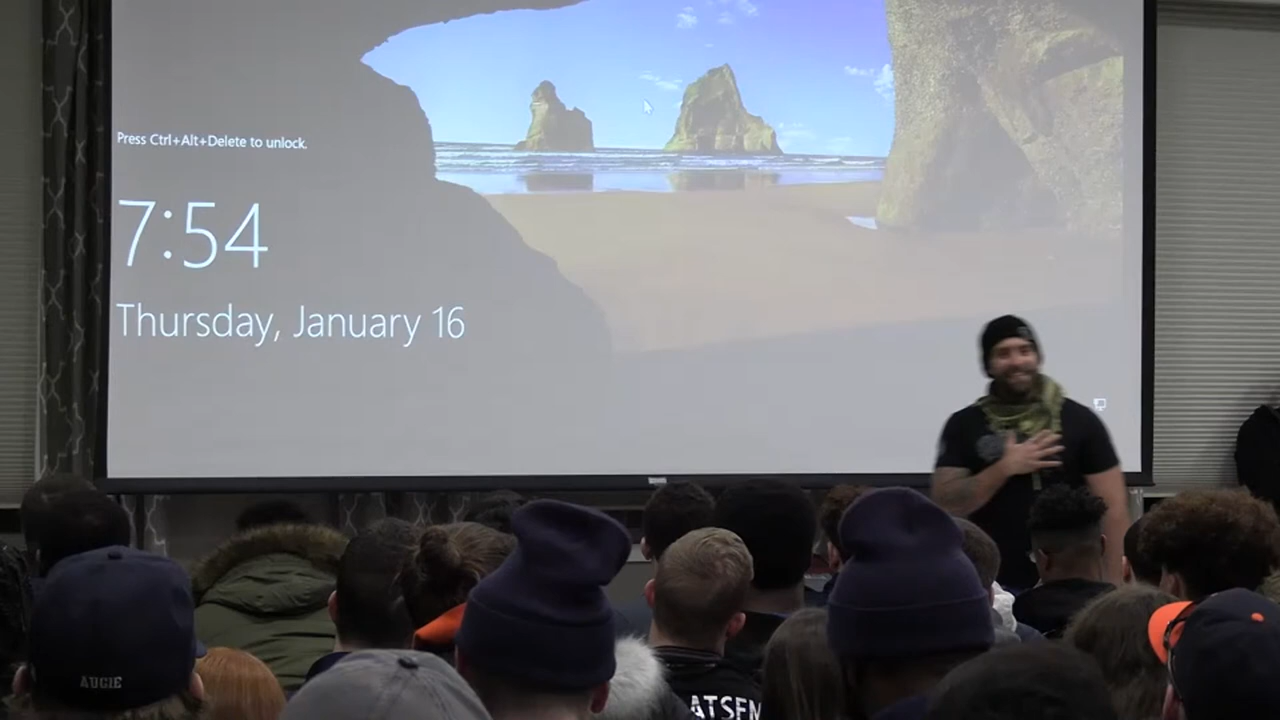 Press Ctrl+Alt+Delete to unlock.
7:54
Thursday, January 16
AUGIE
ATSEN